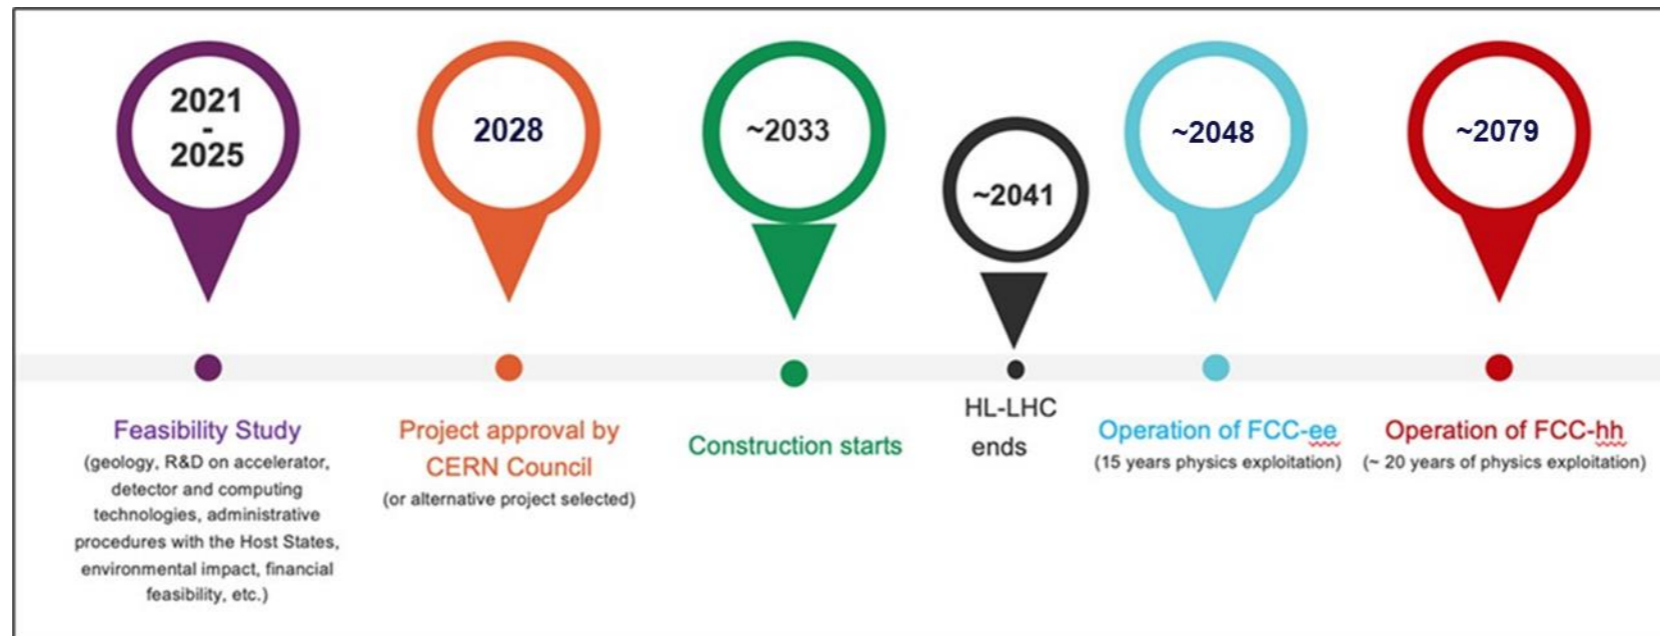 2021
-
2025
2028
~2033
~2041
~2048
~2079
Feasibility Study
(geology, R&D on accelerator,
detector and computing
technologies, administrative
procedures with the Host States,
environmental impact, financial
feasibility, etc.)
Project approval by
CERN Council
(or alternative project selected)
Construction starts
HL-LHC
ends
Operation of FCC-ee
(15 years physics exploitation)
Operation of FCC-hh
(~ 20 years of physics exploitation)